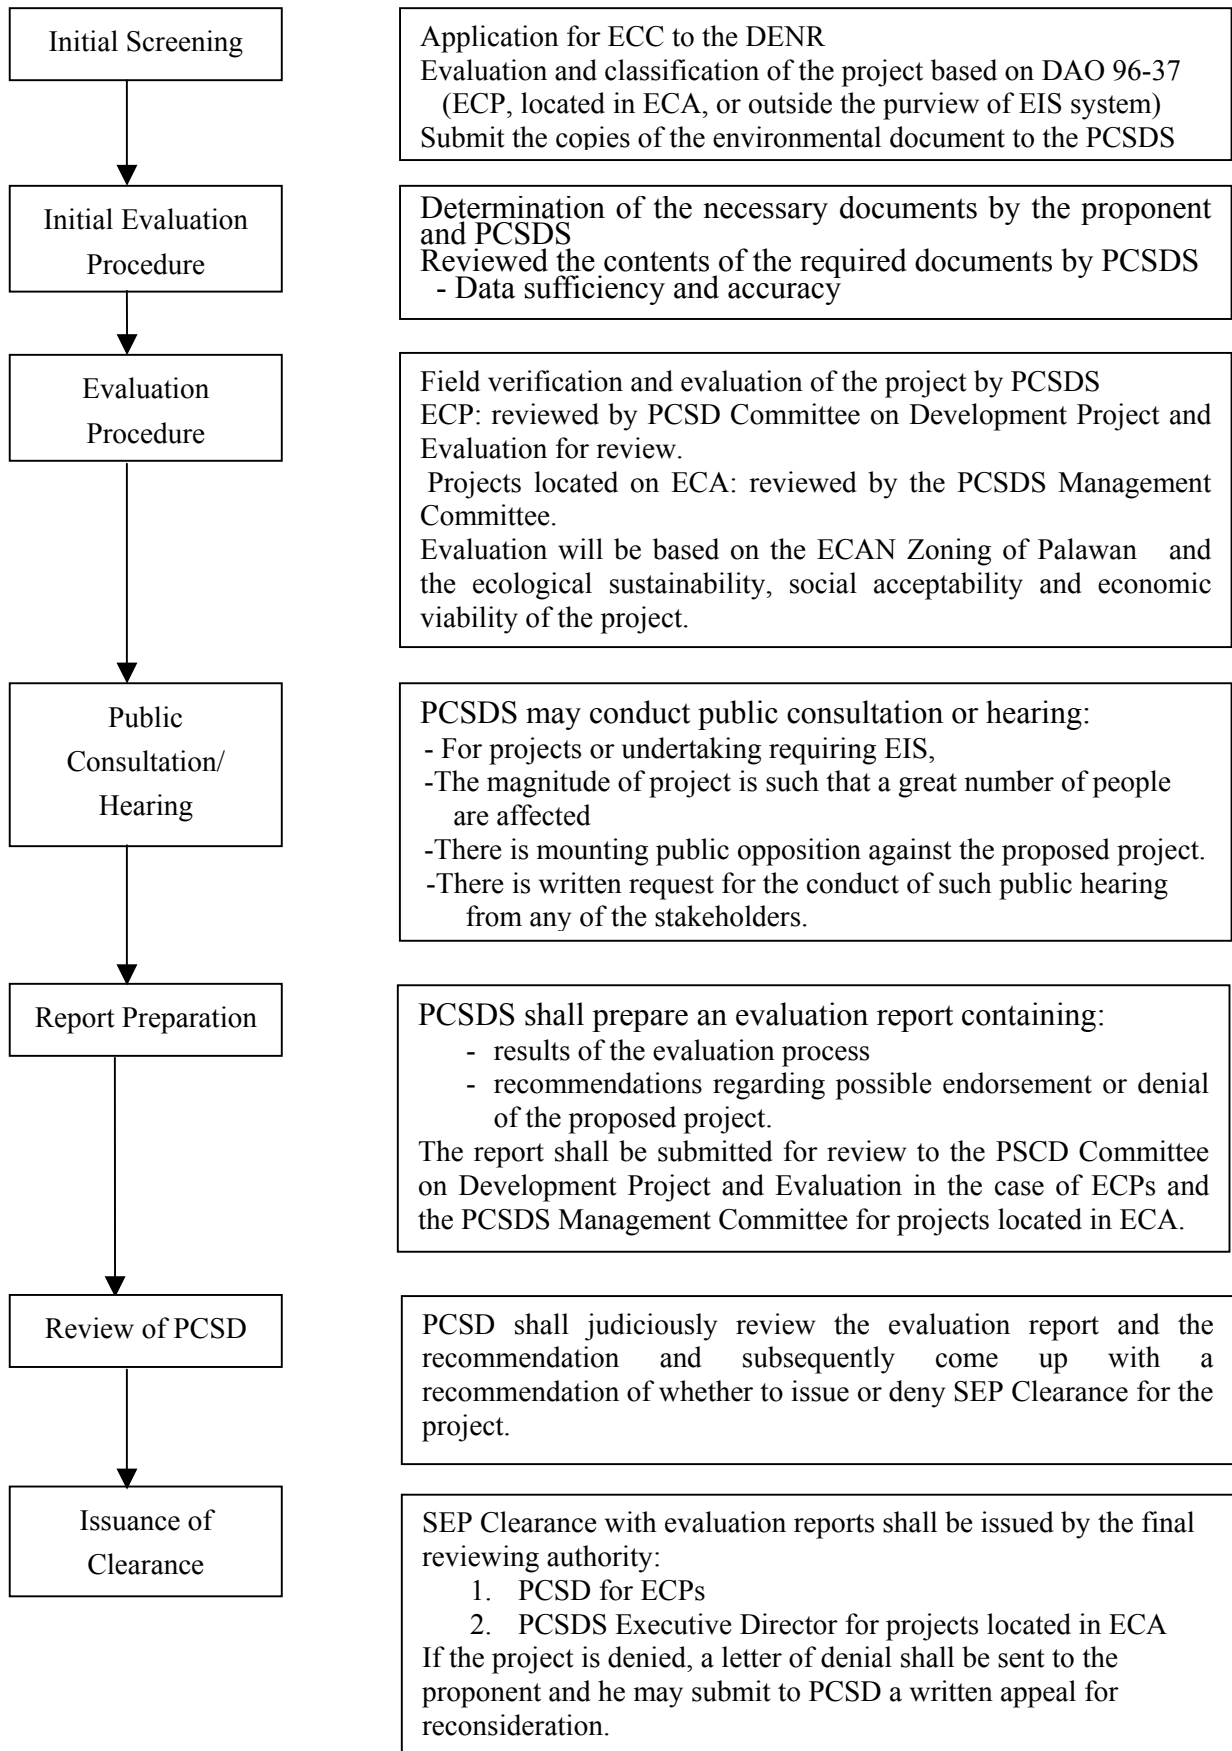 Initial Screening
Application for ECC to the DENR
Evaluation and classification of the project based on DAO 96-37
(ECP, located in ECA, or outside the purview of EIS system)
Submit the copies of the environmental document to the PCSDS
Initial Evaluation
Procedure
Determination of the necessary documents by the proponent
and PCSDS
Reviewed the contents of the required documents by PCSDS
- Data sufficiency and accuracy
Evaluation
Procedure
Field verification and evaluation of the project by PCSDS
ECP: reviewed by PCSD Committee on Development Project and
Evaluation for review.
Projects located on ECA: reviewed by the PCSDS Management
Committee.
Evaluation will be based on the ECAN Zoning of Palawan and
the ecological sustainability, social acceptability and economic
viability of the project.
Public
Consultation/
Hearing
PCSDS may conduct public consultation or hearing:
- For projects or undertaking requiring EIS,
-The magnitude of project is such that a great number of people
are affected
-There is mounting public opposition against the proposed project.
-There is written request for the conduct of such public hearing
from any of the stakeholders.
Report Preparation
PCSDS shall prepare an evaluation report containing:
- results of the evaluation process
- recommendations regarding possible endorsement or denial
of the proposed project.
The report shall be submitted for review to the PSCD Committee
on Development Project and Evaluation in the case of ECPs and
the PCSDS Management Committee for projects located in ECA.
Review of PCSD
PCSD shall judiciously review the evaluation report and the
recommendation and subsequently come up with a
recommendation of whether to issue or deny SEP Clearance for the
project.
Issuance of
Clearance
SEP Clearance with evaluation reports shall be issued by the final
reviewing authority:
1. PCSD for ECPs
2. PCSDS Executive Director for projects located in ECA
If the project is denied, a letter of denial shall be sent to the
proponent and he may submit to PCSD a written appeal for
reconsideration.